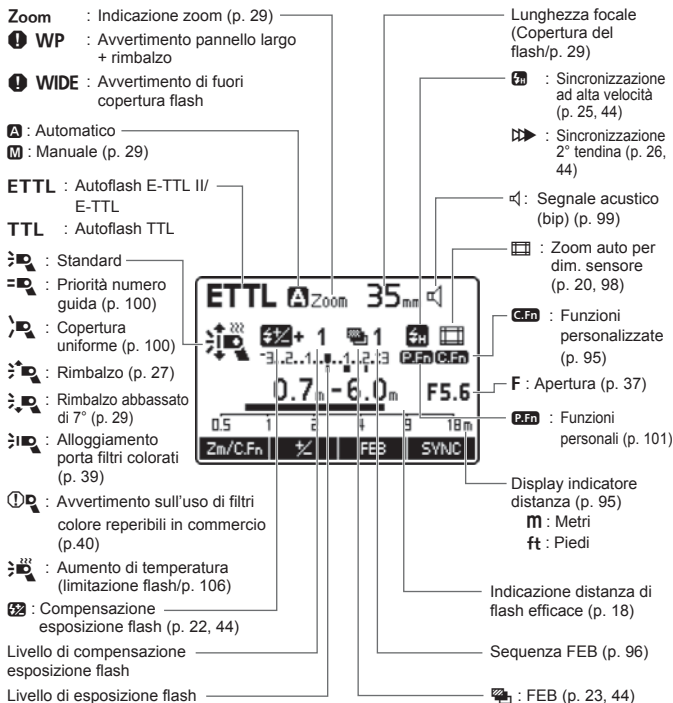 Zoom : Indicazione zoom (p. 29)
WP : Avvertimento pannello largo
+ rimbalzo
WIDE : Avvertimento di fuori
copertura flash
A : Automatico
M : Manuale (p. 29)
ETTL : Autoflash E-TTL II/
E-TTL
TTL : Autoflash TTL
: Standard
: Priorità numero
guida (p. 100)
: Copertura
uniforme (p. 100)
: Rimbalzo (p. 27)
: Rimbalzo abbassato
di 7° (p. 29)
: Alloggiamento
porta filtri colorati
(p. 39)
: Avvertimento sull'uso di filtri
colore reperibili in commercio
(p.40)
: Aumento di temperatura
(limitazione flash/p. 106)
: Compensazione
esposizione flash (p. 22, 44)
Livello di compensazione
esposizione flash
Livello di esposizione flash
ETTL A Zoom 35mm
+ 1 1 H
P.Fn C.Fn
-3..2..1..0..1..2.:3
0.7m-6.0m F5.6
0.5 1 2 4 9 18m
Zm/C.Fn +/- FEB SYNC
Lunghezza focale
(Copertura del
flash/p. 29)
H : Sincronizzazione
ad alta velocità
(p. 25, 44)
: Sincronizzazione
2° tendina (p. 26,
44)
: Segnale acustico
(bip) (p. 99)
: Zoom auto per
dim. sensore
(p. 20, 98)
C.Fn : Funzioni
personalizzate
(p. 95)
F : Apertura (p. 37)
P.Fn : Funzioni
personali (p. 101)
Display indicatore
distanza (p. 95)
m : Metri
ft : Piedi
Indicazione distanza di
flash efficace (p. 18)
Sequenza FEB (p. 96)
: FEB (p. 23, 44)